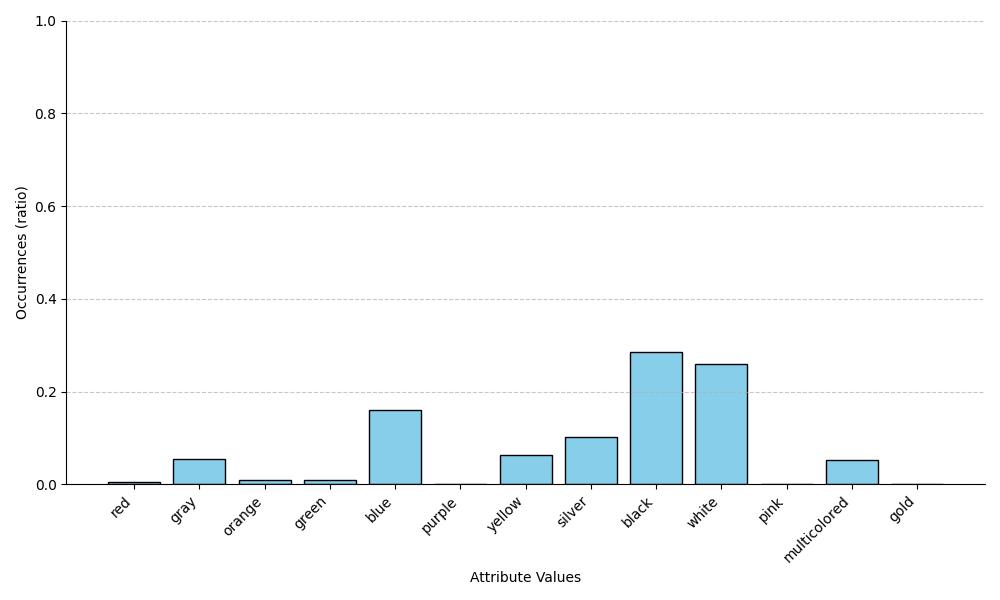 1.0
0.8
0.6
0.4
0.2
0.0
Occurrences (ratio)
red
gray
orange
green
blue
purple
yellow
silver
black
white
pink
multicolored
gold
Attribute Values